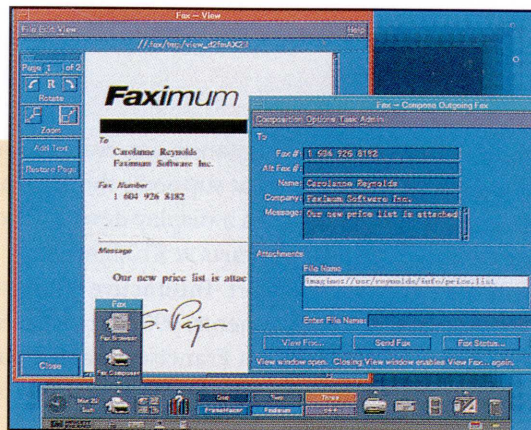 Fax – View
File Edit View Help
Page 1 of 2
Rotate
Zoom
Add Text
Restore Page
Close
Faximum
To
Carolanne Reynolds
Faximum Software Inc.
Fax Number
1 604 926 8182
Message
Our new price list is attac
Fax
Fax Browser
Fax Composer
Fax – Compose Outgoing Fax
Composition Options Task Admin
To
Fax #: 1 604 926 8182
Alt Fax #:
Name: Carolanne Reynolds
Company: Faximum Software Inc.
Message: Our new price list is attached
Attachments
File Name
Enter File Name:
View Fax... Send Fax Fax Status...
View window open. Closing View window enables View Fax... again.
One Two Three
FrameMaker Faximum